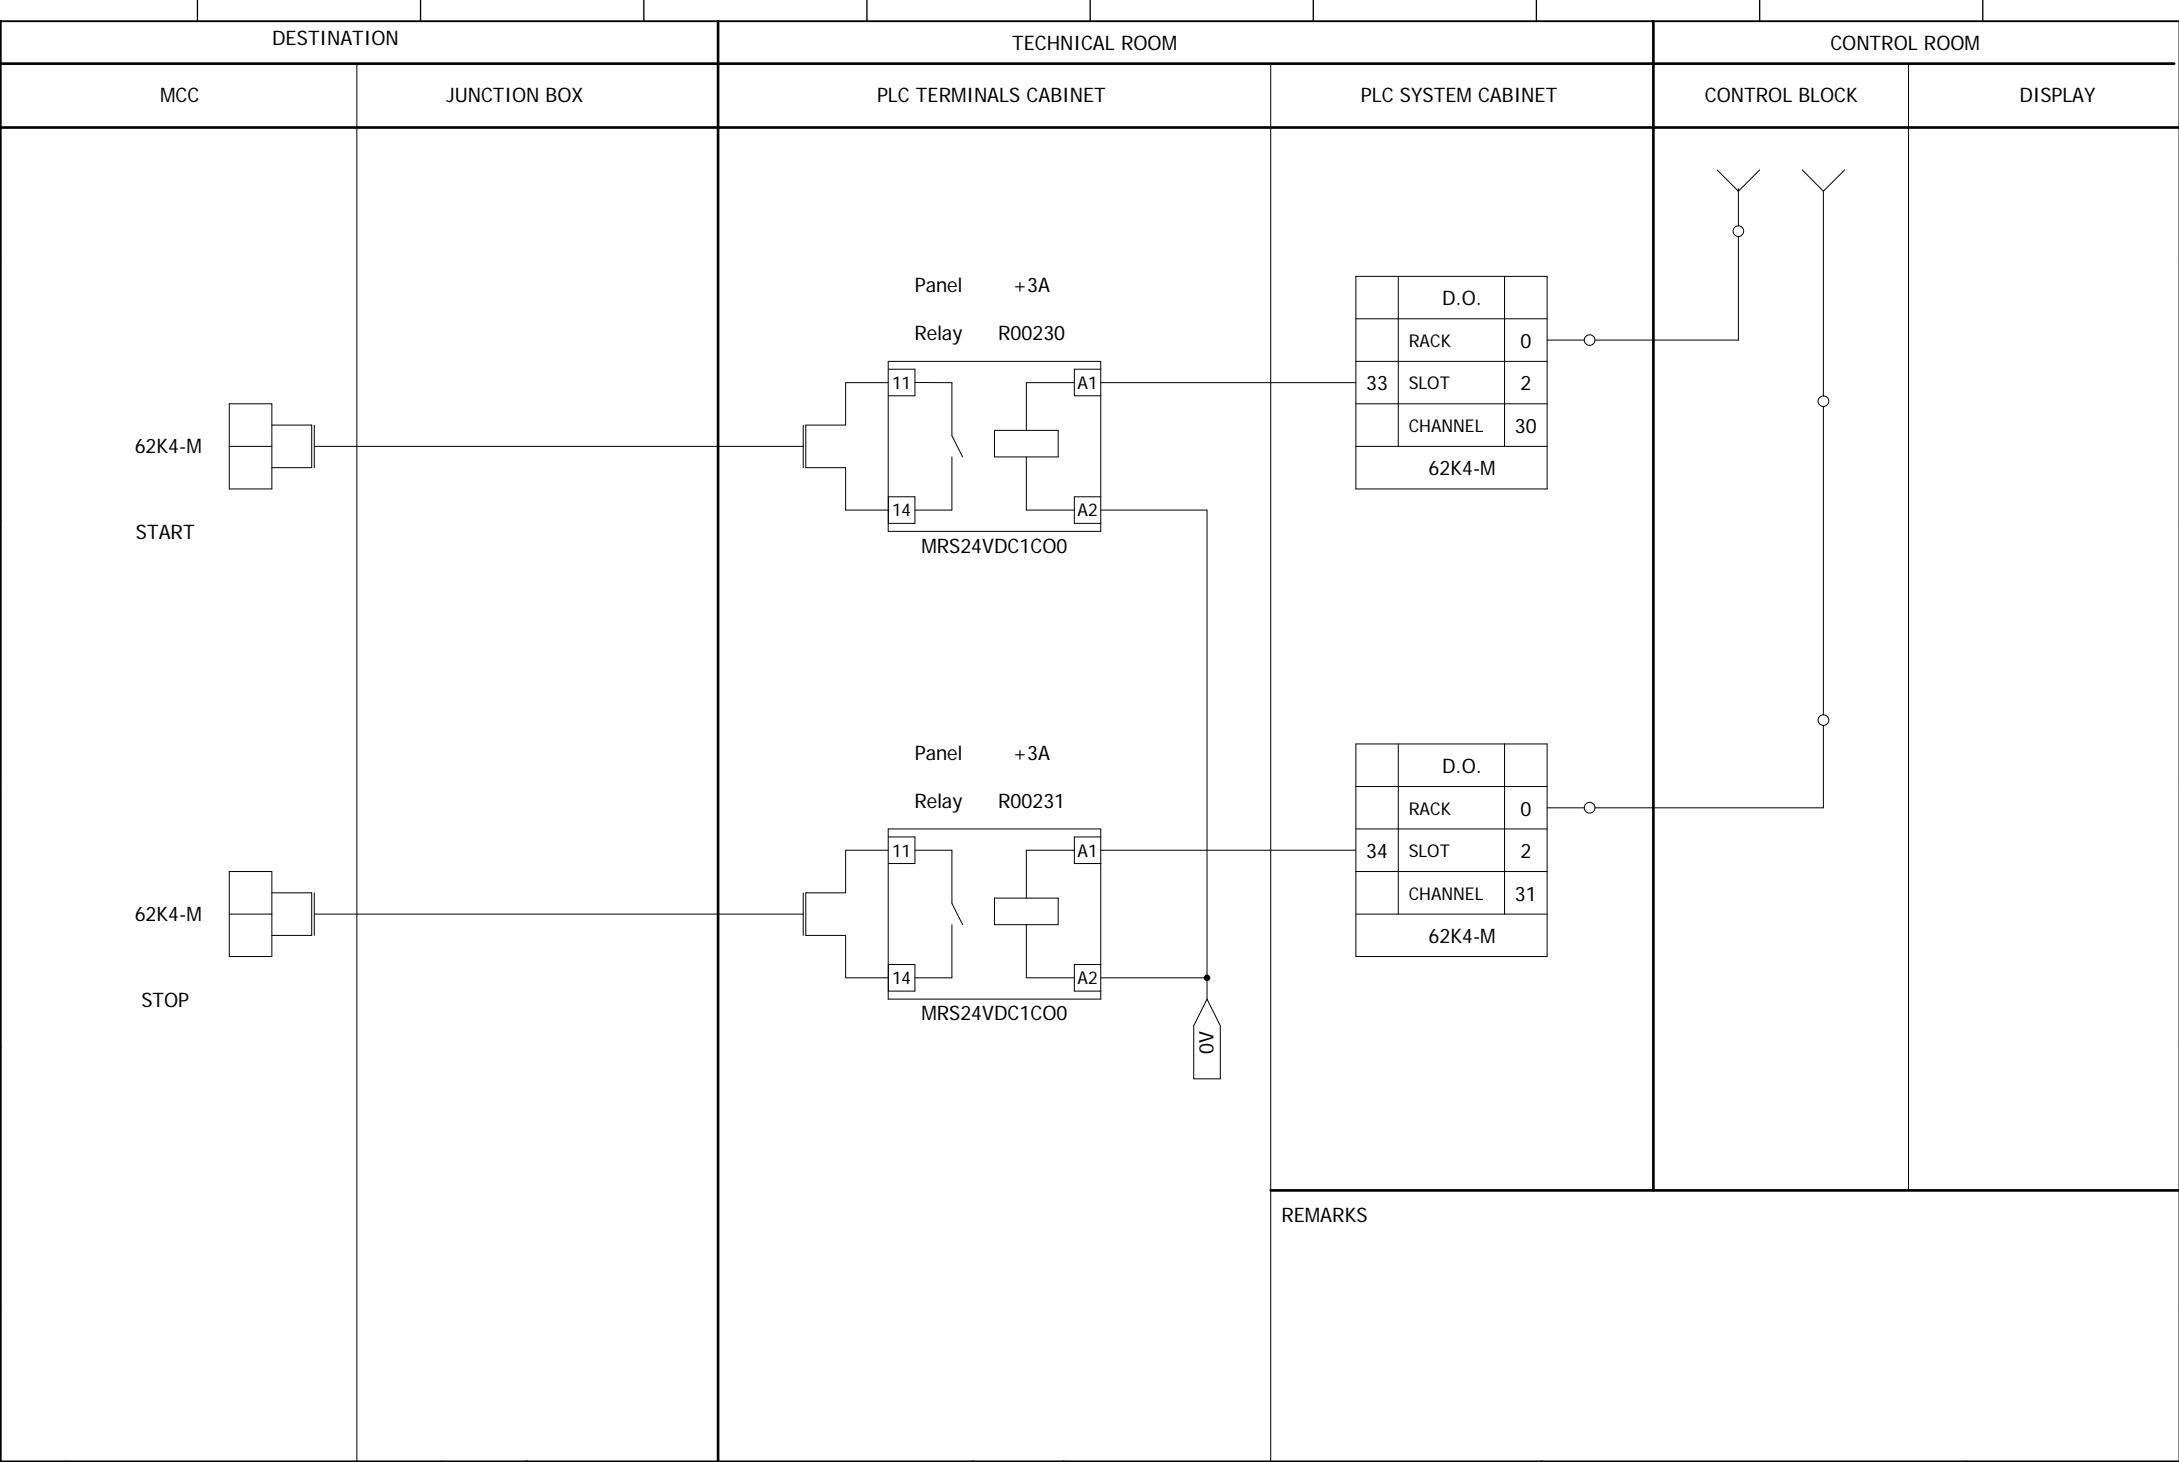 DESTINATION
TECHNICAL ROOM
CONTROL ROOM
MCC
JUNCTION BOX
PLC TERMINALS CABINET
PLC SYSTEM CABINET
CONTROL BLOCK
DISPLAY
Panel +3A
Relay R00230
11
A1
14
A2
MRS24VDC1CO0
62K4-M
START
D.O.
RACK 0
33 SLOT 2
CHANNEL 30
62K4-M
Panel +3A
Relay R00231
11
A1
14
A2
MRS24VDC1CO0
62K4-M
STOP
D.O.
RACK 0
34 SLOT 2
CHANNEL 31
62K4-M
0V
REMARKS